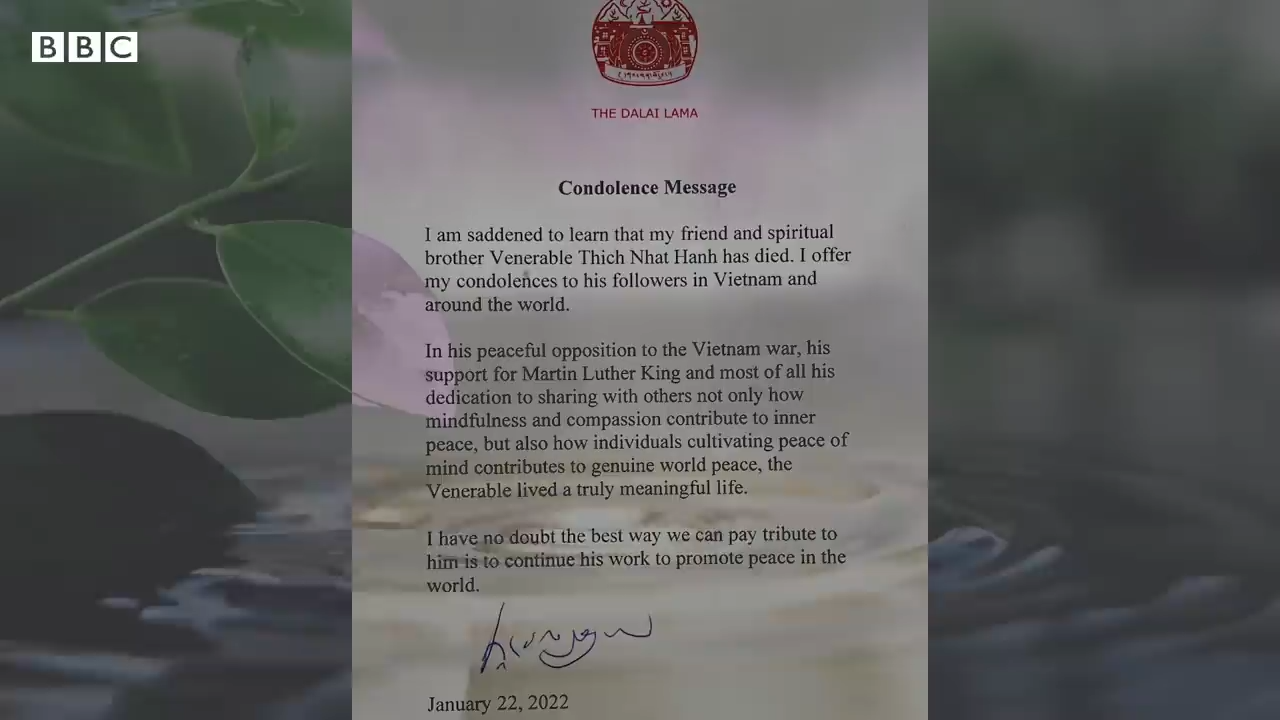 BBC
THE DALAI LAMA
Condolence Message
I am saddened to learn that my friend and spiritual
brother Venerable Thich Nhat Hanh has died. I offer
my condolences to his followers in Vietnam and
around the world.
In his peaceful opposition to the Vietnam war, his
support for Martin Luther King and most of all his
dedication to sharing with others not only how
mindfulness and compassion contribute to inner
peace, but also how individuals cultivating peace of
mind contributes to genuine world peace, the
Venerable lived a truly meaningful life.
I have no doubt the best way we can pay tribute to
him is to continue his work to promote peace in the
world.
January 22, 2022